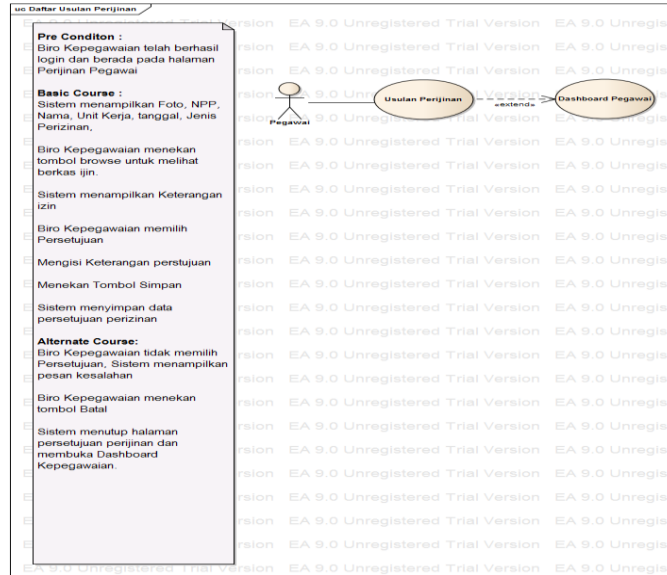 uc Daftar Usulan Perijinan
Pre Conditon :
Biro Kepegawaian telah berhasil
login dan berada pada halaman
Perijinan Pegawai
Basic Course :
Sistem menampilkan Foto, NPP,
Nama, Unit Kerja, tanggal, Jenis
Perizinan,
Biro Kepegawaian menekan
tombol browse untuk melihat
berkas ijin.
Sistem menampilkan Keterangan
izin
Biro Kepegawaian memilih
Persetujuan
Mengisi Keterangan perstujuan
Menekan Tombol Simpan
Sistem menyimpan data
persetujuan perizinan
Alternate Course:
Biro Kepegawaian tidak memilih
Persetujuan, Sistem menampilkan
pesan kesalahan
Biro Kepegawaian menekan
tombol Batal
Sistem menutup halaman
persetujuan perijinan dan
membuka Dashboard
Kepegawaian.
Pegawai
Usulan Perijinan
«extend»
Dashboard Pegawai
EA 9.0 Unregistered Trial Version